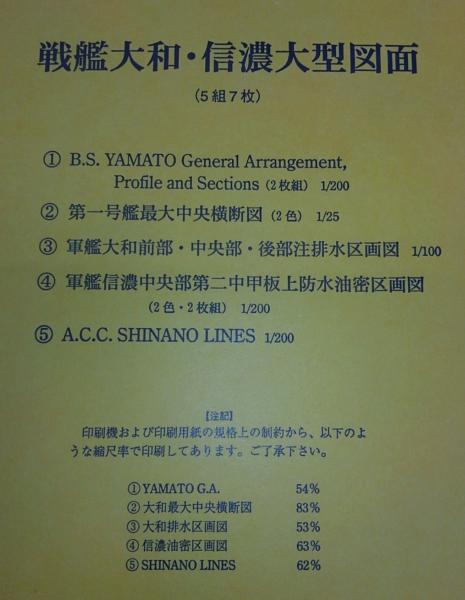 戦艦大和・信濃大型図面
(5組7枚)
① B.S. YAMATO General Arrangement,
Profile and Sections (2枚組) 1/200
② 第一号艦最大中央横断図 (2色) 1/25
③ 軍艦大和前部・中央部・後部注排水区画図 1/100
④ 軍艦信濃中央部第二中甲板上防水油密区画図
(2色・2枚組) 1/200
⑤ A.C.C. SHINANO LINES 1/200
【注記】
印刷機および印刷用紙の規格上の制約から、以下のよ
うな縮尺率で印刷してあります。ご了承下さい。
① YAMATO G.A. 54%
② 大和最大中央横断図 83%
③ 大和排水区画図 53%
④ 信濃油密区画図 63%
⑤ SHINANO LINES 62%